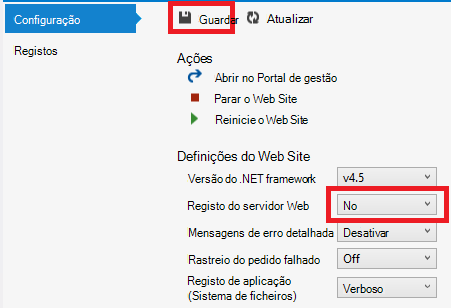 Configuração
Guardar Atualizar
Registos
Ações
Abrir no Portal de gestão
Parar o Web Site
Reinicie o Web Site
Definições do Web Site
Versão do .NET framework v4.5
Registo do servidor Web No
Mensagens de erro detalhada Desativar
Rastreio do pedido falhado Off
Registo de aplicação
(Sistema de ficheiros) Verboso